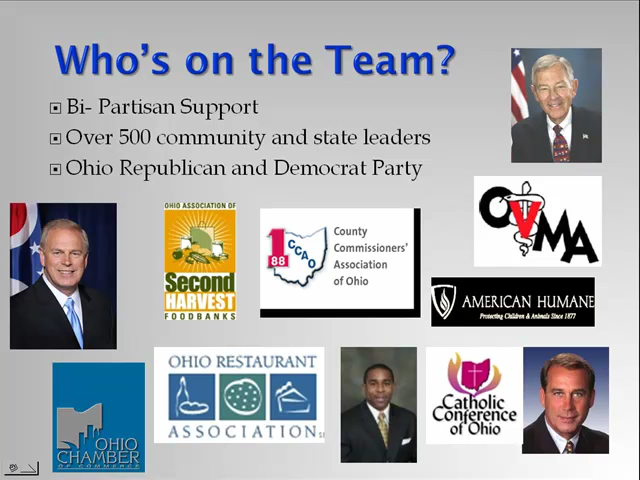 Who's on the Team?
Bi- Partisan Support
Over 500 community and state leaders
Ohio Republican and Democrat Party
OHIO ASSOCIATION OF
Second
HARVEST
FOODBANKS
1
88
CCAO
County
Commissioners'
Association
of Ohio
OVMA
AMERICAN HUMANE
Protecting Children & Animals Since 1877
OHIO
CHAMBER
OF COMMERCE
OHIO RESTAURANT
ASSOCIATION
Catholic
Conference
of Ohio